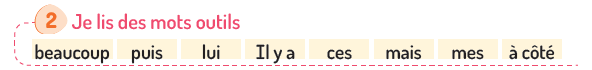 2 Je lis des mots outils
beaucoup puis lui Il y a ces mais mes à côté